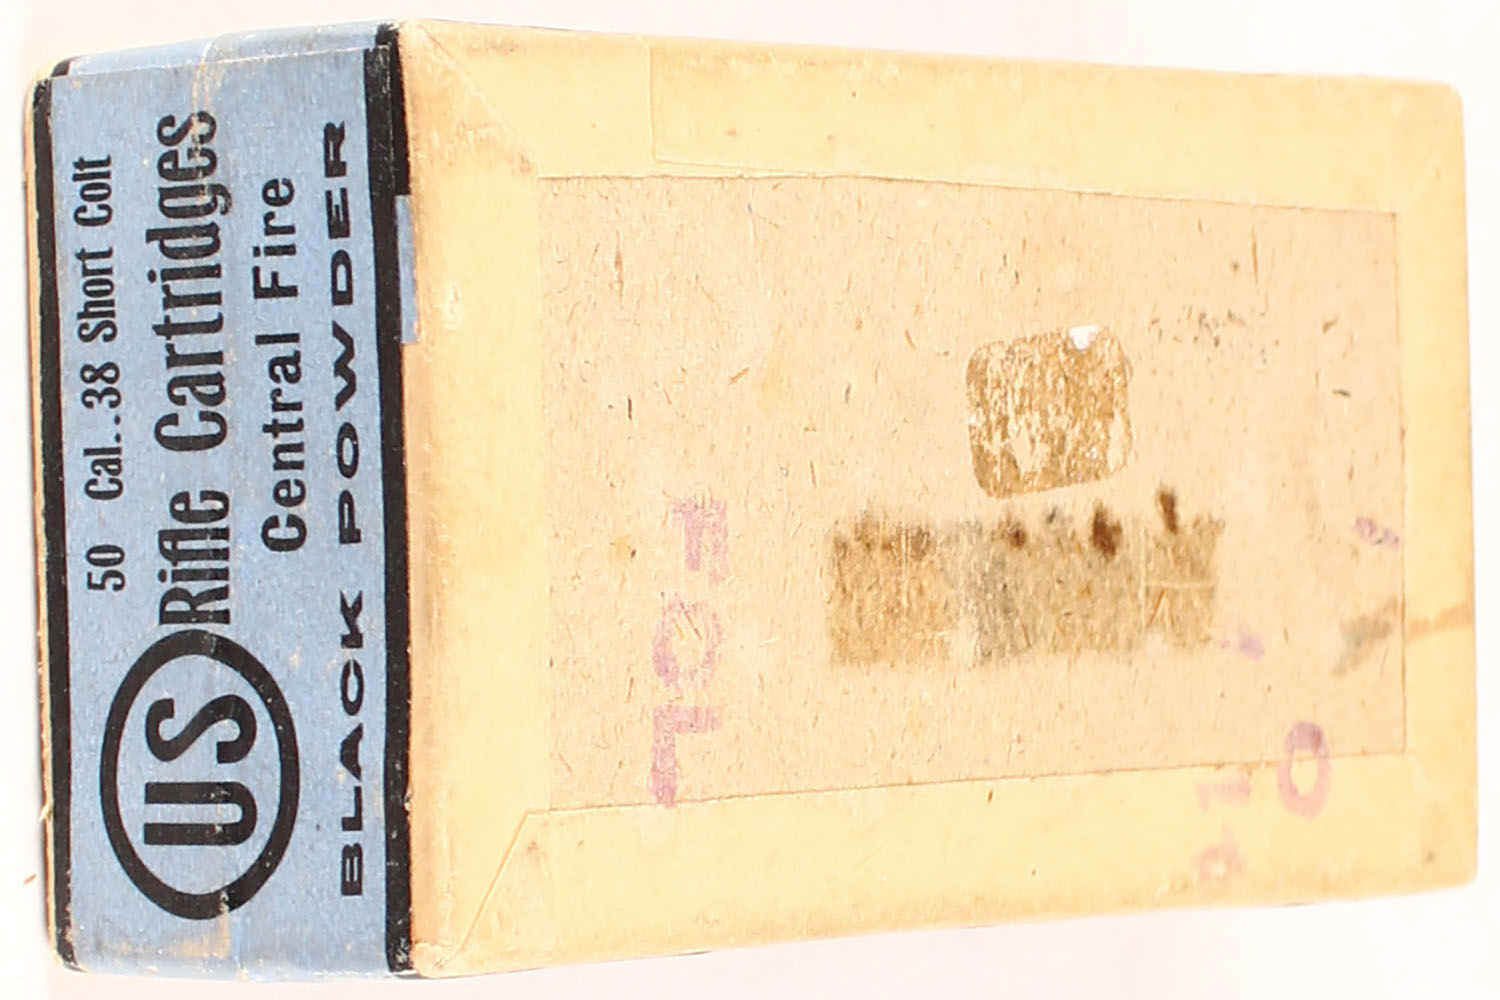 50 Cal..38 Short Colt
US Rifle Cartridges
Central Fire
BLACK POWDER